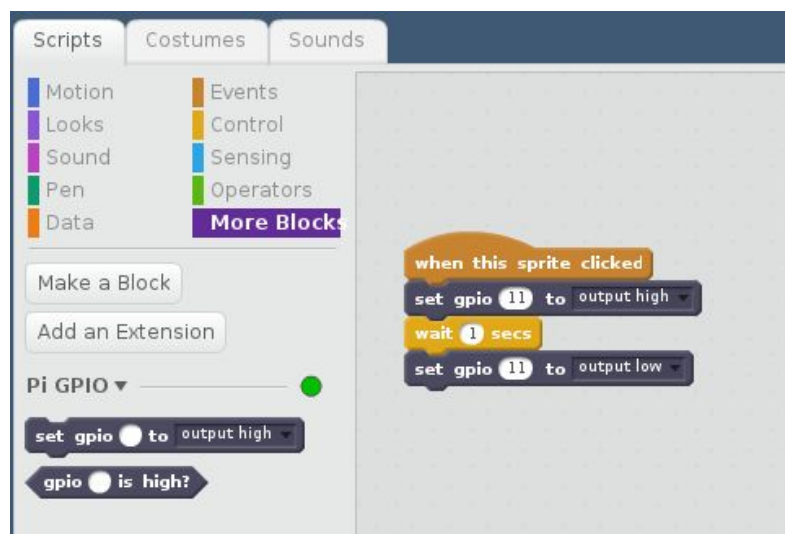 Scripts Costumes Sounds
Motion Events
Looks Control
Sound Sensing
Pen Operators
Data More Blocks
Make a Block
Add an Extension
Pi GPIO
set gpio to output high
gpio is high?
when this sprite clicked
set gpio 11 to output high
wait 1 secs
set gpio 11 to output low